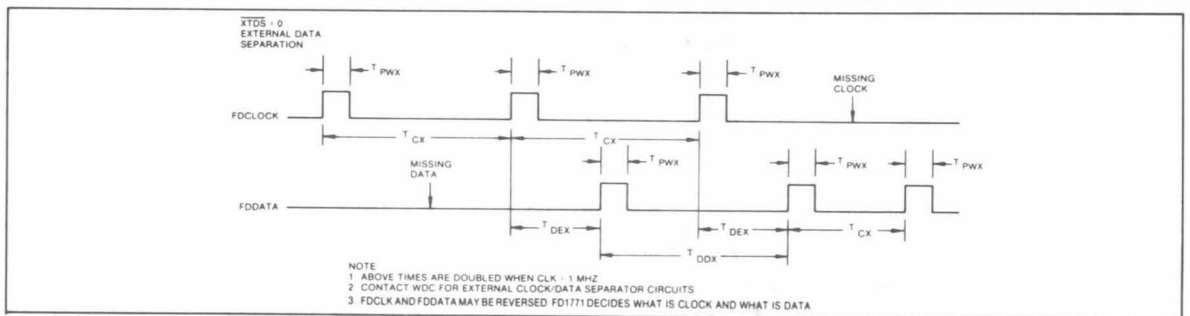 XTDS = 0
EXTERNAL DATA
SEPARATION
T PWX
T PWX
T PWX
MISSING
CLOCK
FDCLOCK
T CX
T CX
T PWX
T PWX
T PWX
MISSING
DATA
FDDATA
T DEX
T DEX
T CX
T DDX
NOTE
1 ABOVE TIMES ARE DOUBLED WHEN CLK = 1 MHZ
2 CONTACT WDC FOR EXTERNAL CLOCK/DATA SEPARATOR CIRCUITS
3 FDCLK AND FDDATA MAY BE REVERSED FD1771 DECIDES WHAT IS CLOCK AND WHAT IS DATA